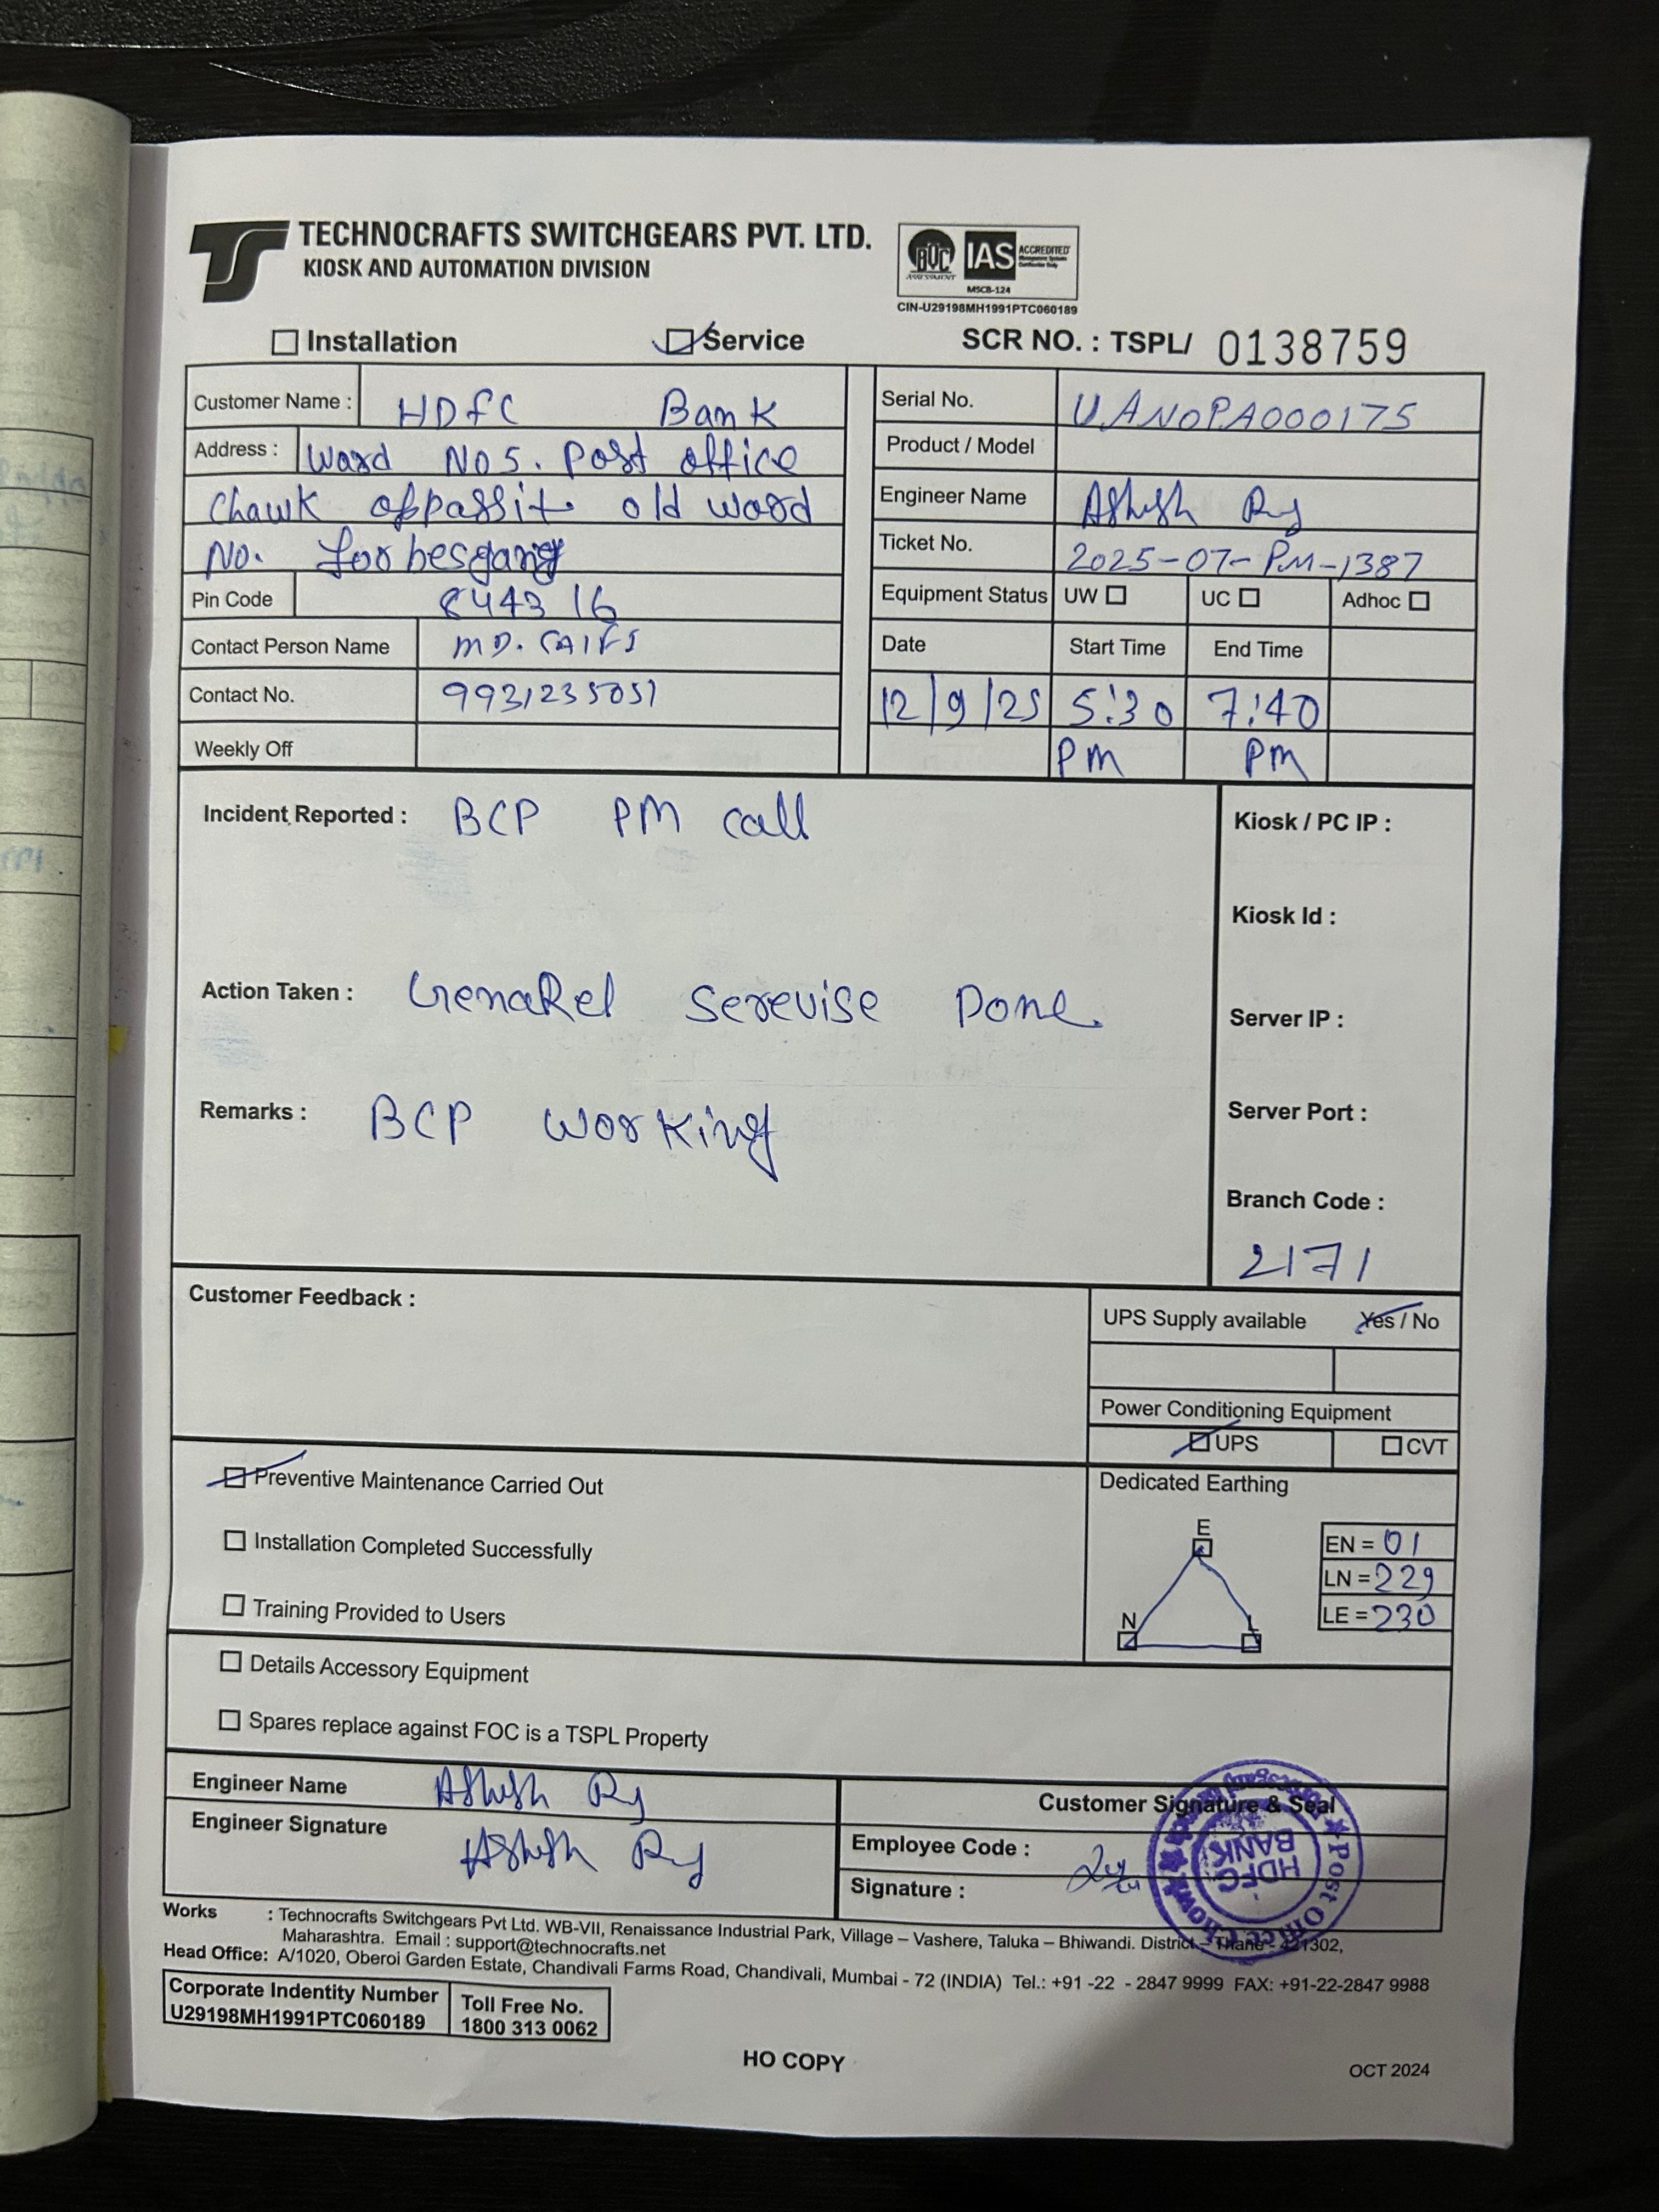 TECHNOCRAFTS SWITCHGEARS PVT. LTD.
KIOSK AND AUTOMATION DIVISION
IAS ACCREDITED
MSCB-124
CIN-U29198MH1991PTC060189
Installation Service SCR NO. : TSPL/ 0138759
Customer Name : HDFC Bank
Address : Ward No 5. Post office
Chawk oppassit old word
No. Forbesganj
Pin Code 854316
Contact Person Name MD.
Contact No. 9931235051
Weekly Off
Serial No. UANOPA000175
Product / Model
Engineer Name Ashish Raj
Ticket No. 2025-07-PM-1387
Equipment Status UW UC Adhoc
Date Start Time End Time
12/9/25 5:30 7:40
PM PM
Incident Reported : BCP PM call
Action Taken : GenaRel Serevise Done.
Remarks : BCP Working
Kiosk / PC IP :
Kiosk Id :
Server IP :
Server Port :
Branch Code :
2171
Customer Feedback :
UPS Supply available Yes / No
Power Conditioning Equipment
UPS CVT
Preventive Maintenance Carried Out
Installation Completed Successfully
Training Provided to Users
Dedicated Earthing
E
N L
EN = 01
LN = 229
LE = 230
Details Accessory Equipment
Spares replace against FOC is a TSPL Property
Engineer Name Ashish Raj
Engineer Signature Ashish Raj
Customer Signature & Seal
Employee Code :
Signature :
HDFC BANK
Post Office Chowk
Works : Technocrafts Switchgears Pvt Ltd. WB-VII, Renaissance Industrial Park, Village – Vashere, Taluka – Bhiwandi. District – Thane - 421302,
Maharashtra. Email : support@technocrafts.net
Head Office: A/1020, Oberoi Garden Estate, Chandivali Farms Road, Chandivali, Mumbai - 72 (INDIA) Tel.: +91 -22 - 2847 9999 FAX: +91-22-2847 9988
Corporate Indentity Number
U29198MH1991PTC060189
Toll Free No.
1800 313 0062
HO COPY
OCT 2024